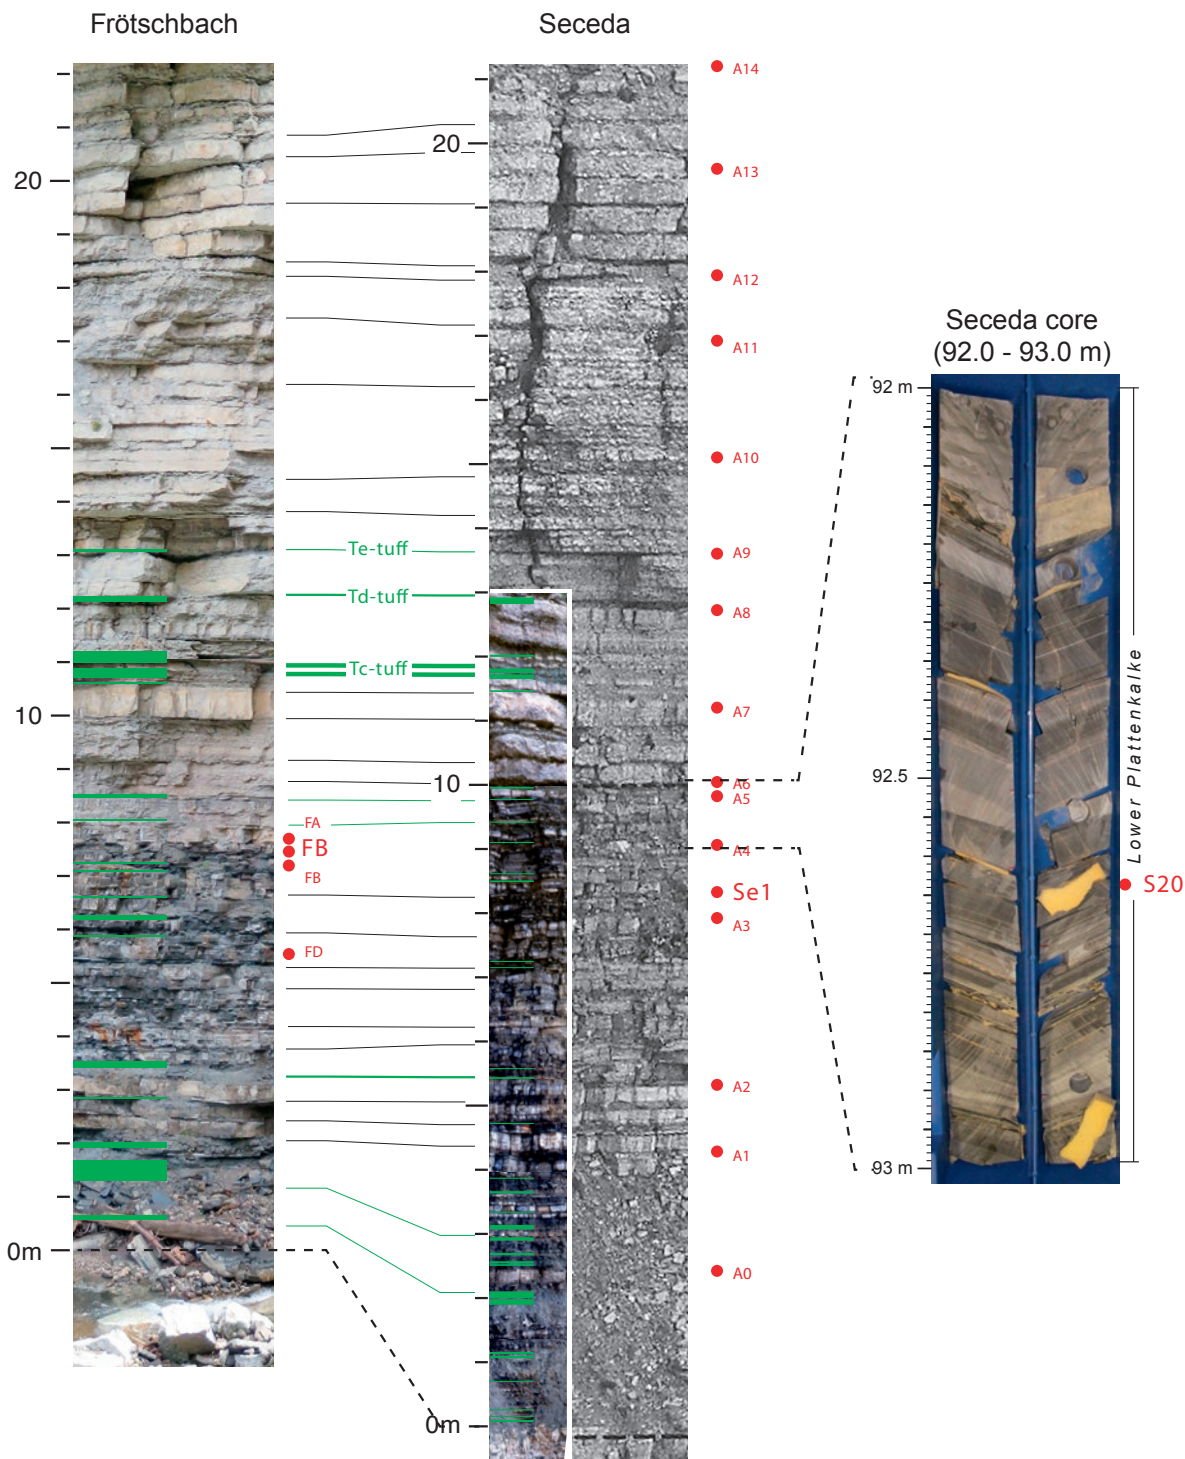 Frötschbach
Seceda
A14
20
A13
20
A12
Seceda core
(92.0 - 93.0 m)
A11
92 m
A10
Te-tuff
A9
Td-tuff
A8
Tc-tuff
A7
10
92.5
10
A6
A5
FA
A4
FB
FB
Se1
S20
A3
FD
Lower Plattenkalke
A2
A1
93 m
0m
A0
0m